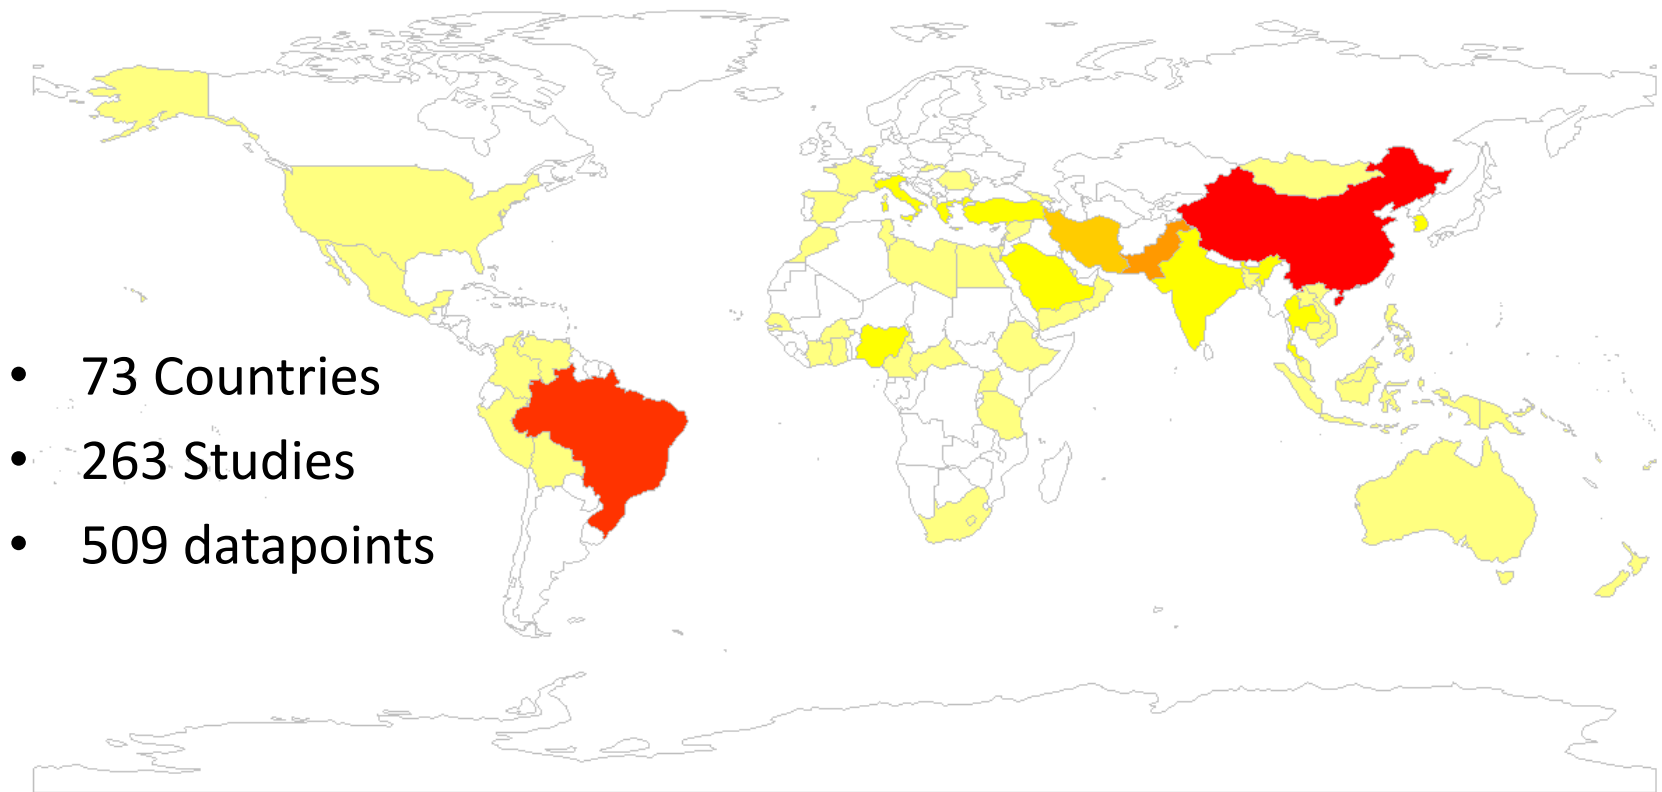 • 73 Countries
• 263 Studies
• 509 datapoints